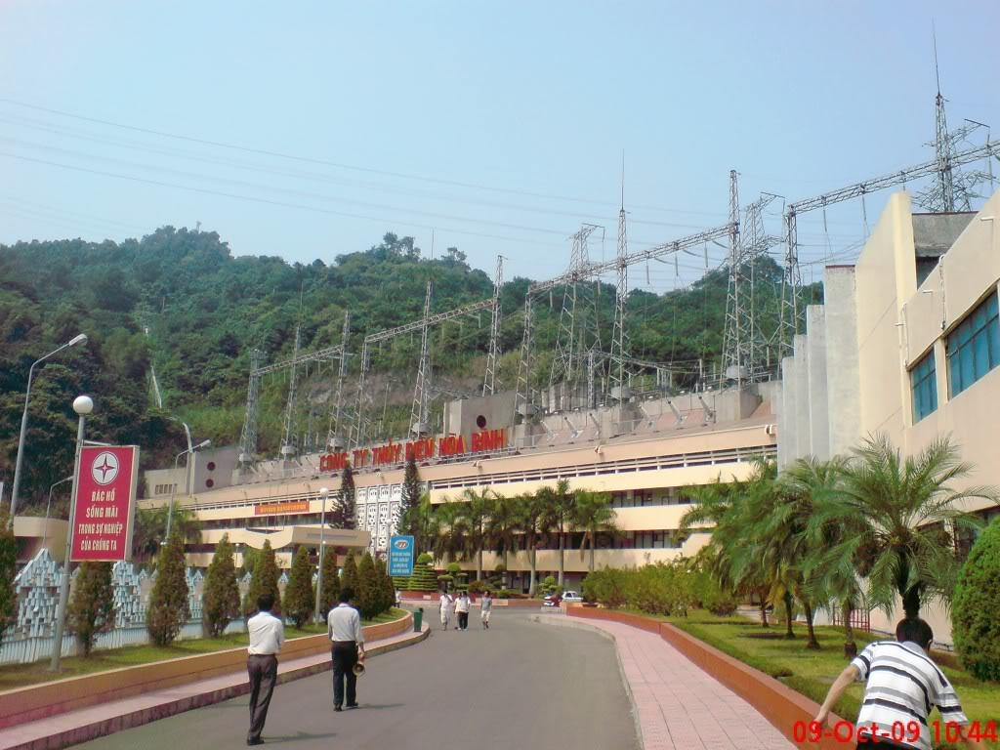 CÔNG TY THỦY ĐIỆN HÒA BÌNH
BÁC HỒ
SỐNG MÃI
TRONG SỰ NGHIỆP
CỦA CHÚNG TA
09-Oct-09 10:44